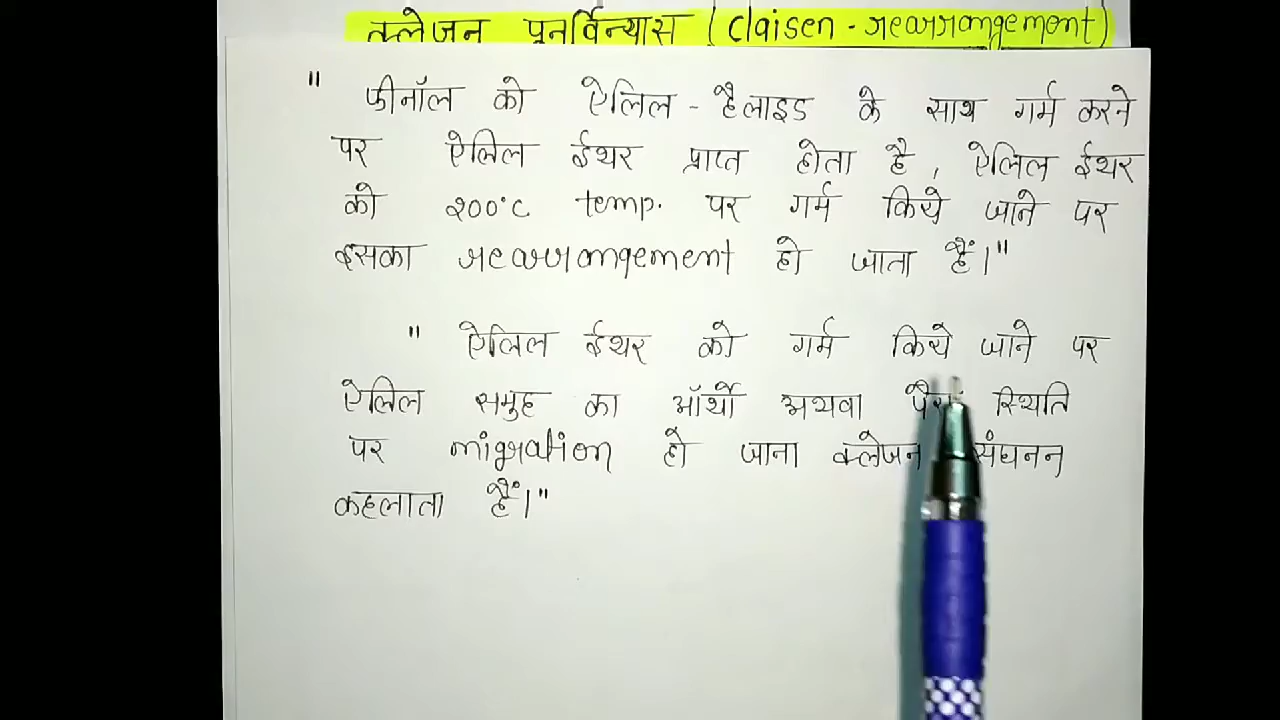 क्लेजन पुनर्विन्यास (claisen - rearrangement)
" फीनॉल को ऐलिल - हैलाइड के साथ गर्म करने
पर ऐलिल ईथर प्राप्त होता है , ऐलिल ईथर
को 200°C temp. पर गर्म किये जाने पर
इसका rearrangement हो जाता हैं।"
" ऐलिल ईथर को गर्म किये जाने पर
ऐलिल समुह का ऑर्थो अथवा स्थिति
पर migration हो जाना क्लेजन संघनन
कहलाता हैं।"